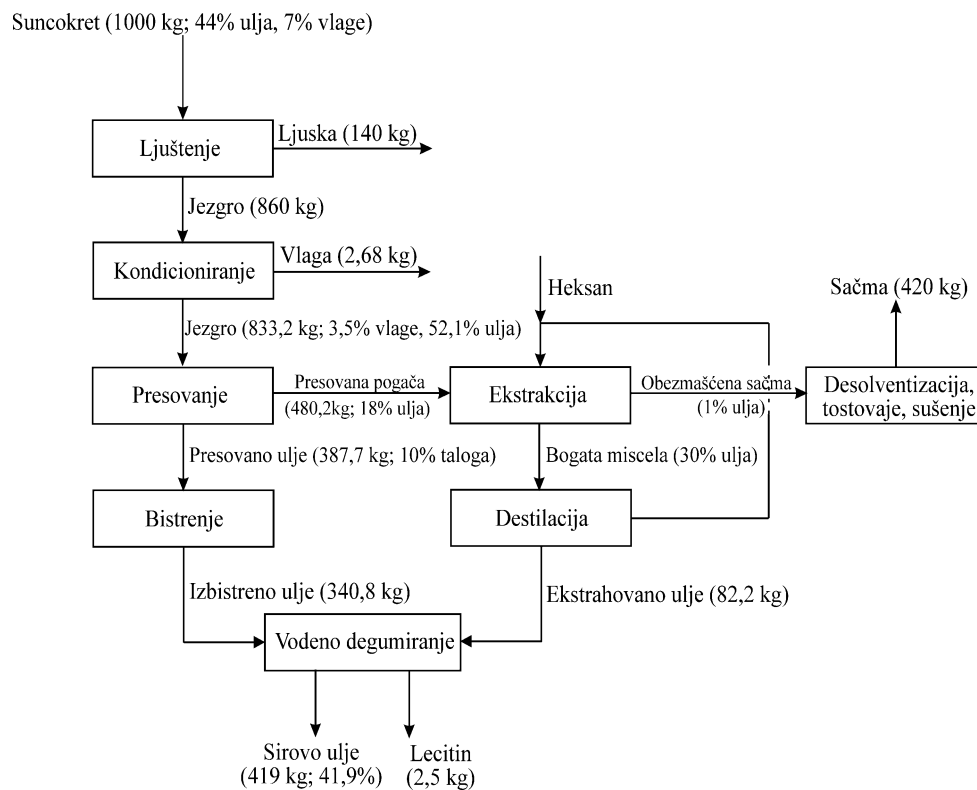 Suncokret (1000 kg; 44% ulja, 7% vlage)
Ljuštenje
Ljuska (140 kg)
Jezgro (860 kg)
Kondicioniranje
Vlaga (2,68 kg)
Heksan
Sačma (420 kg)
Jezgro (833,2 kg; 3,5% vlage, 52,1% ulja)
Presovanje
Presovana pogača
(480,2kg; 18% ulja)
Ekstrakcija
Obezmašćena sačma
(1% ulja)
Desolventizacija,
tostovaje, sušenje
Presovano ulje (387,7 kg; 10% taloga)
Bogata miscela (30% ulja)
Bistrenje
Destilacija
Izbistreno ulje (340,8 kg)
Ekstrahovano ulje (82,2 kg)
Vodeno degumiranje
Sirovo ulje
(419 kg; 41,9%)
Lecitin
(2,5 kg)